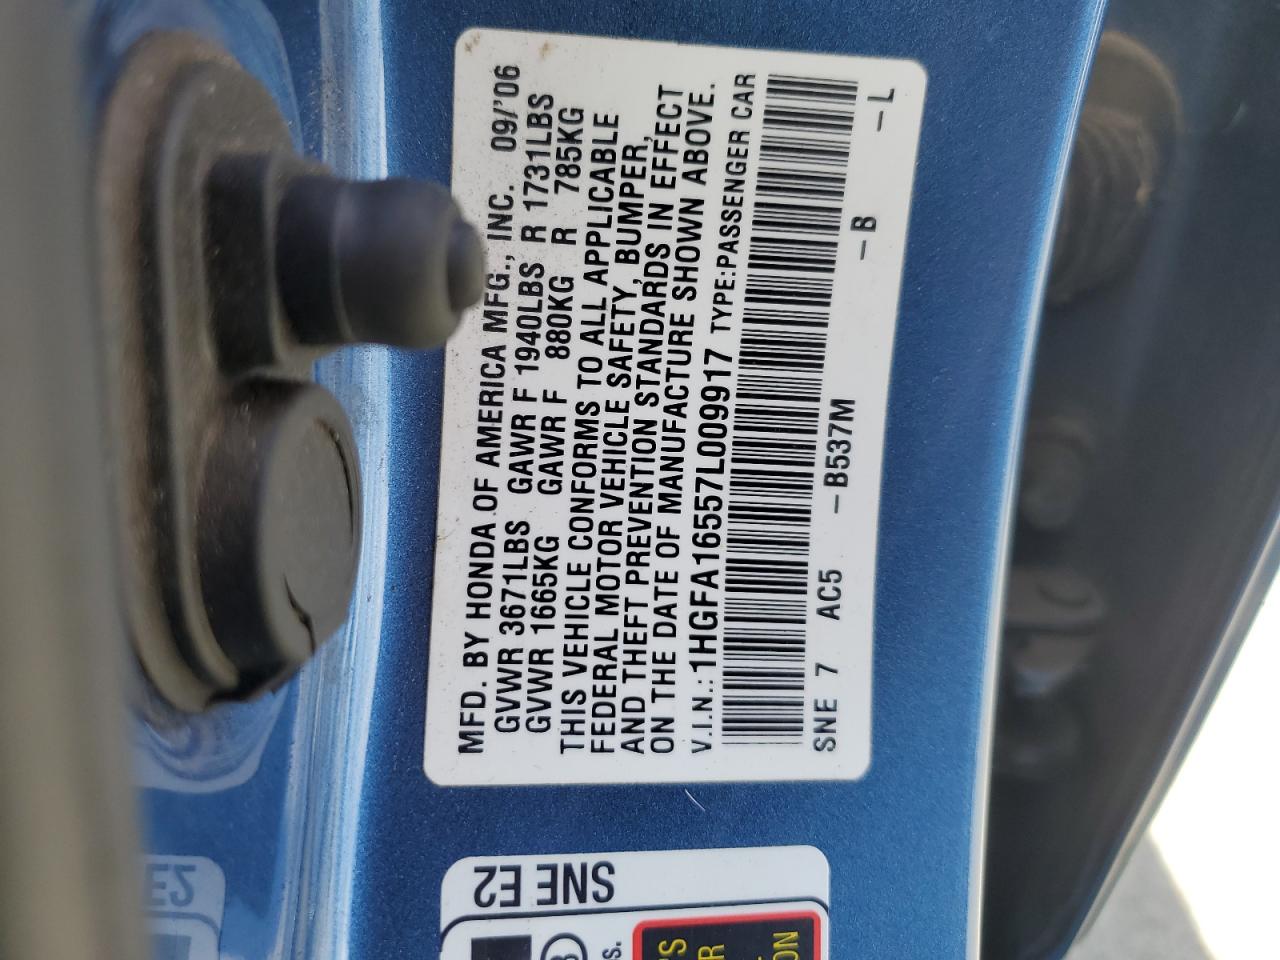 MFD. BY HONDA OF AMERICA MFG., INC. 09/'06
GVWR 3671LBS GAWR F 1940LBS R 1731LBS
GVWR 1665KG GAWR F 880KG R 785KG
THIS VEHICLE CONFORMS TO ALL APPLICABLE
FEDERAL MOTOR VEHICLE SAFETY, BUMPER,
AND THEFT PREVENTION STANDARDS IN EFFECT
ON THE DATE OF MANUFACTURE SHOWN ABOVE.
V.I.N.: 1HGFA16557L009917 TYPE:PASSENGER CAR
SNE 7 AC5 -B537M -B -L
SNE E2